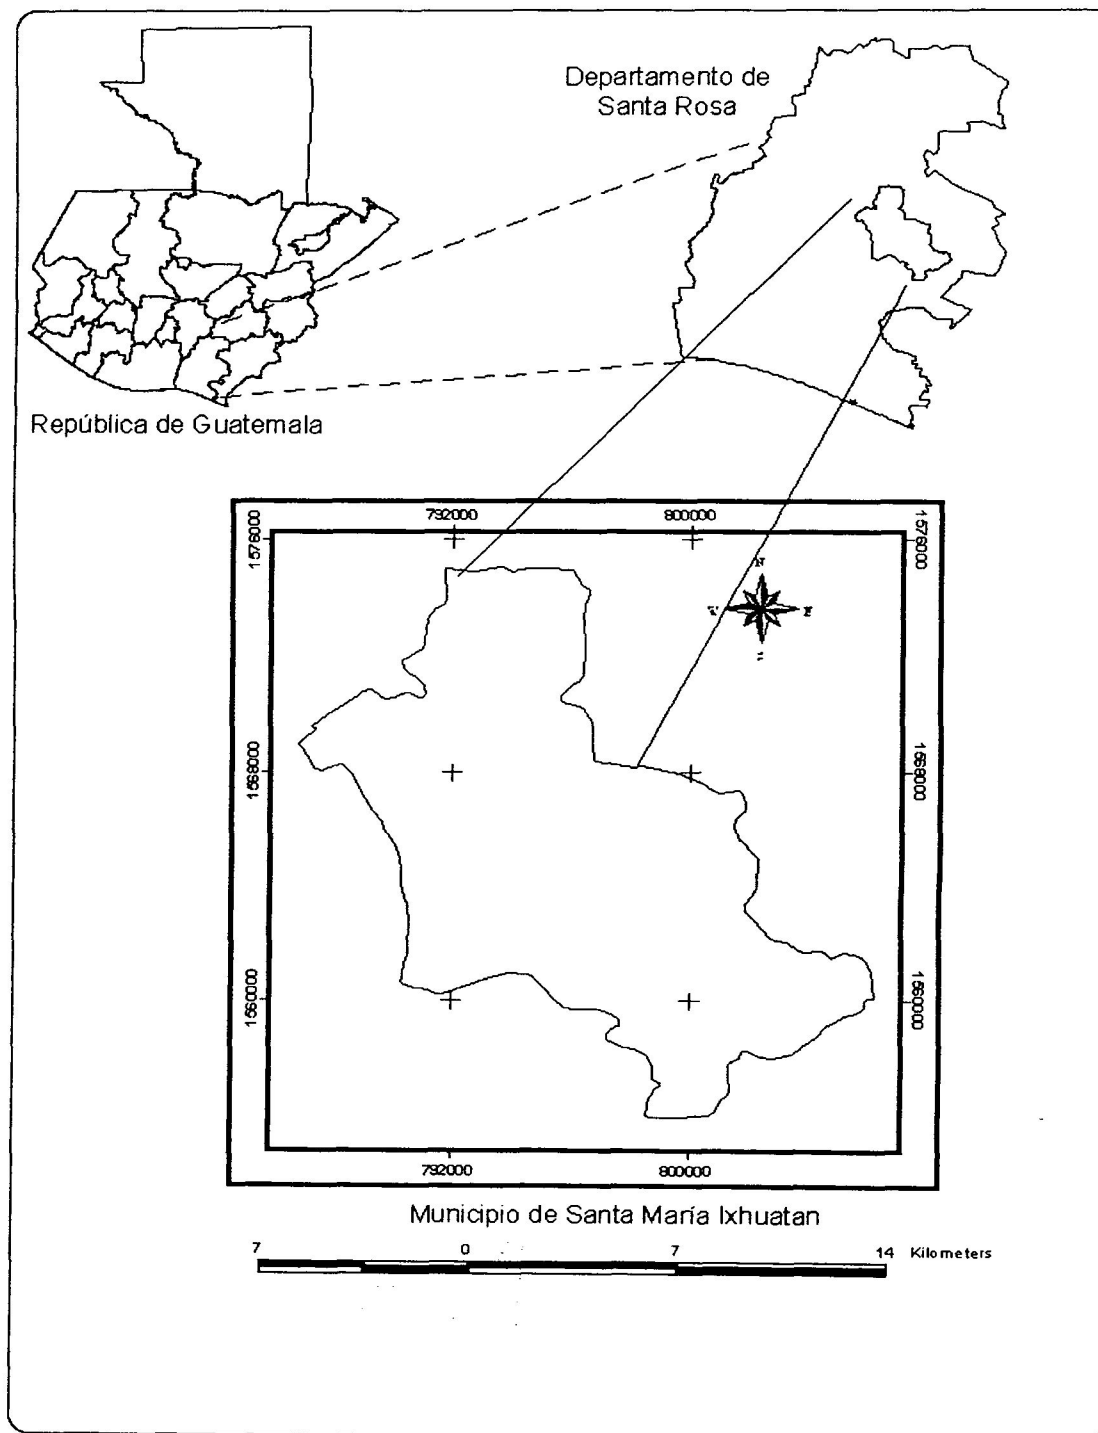 Departamento de
Santa Rosa
República de Guatemala
792000 800000
1576000 1576000
N
E
1568000 1568000
1560000 1560000
792000 800000
Municipio de Santa María Ixhuatan
7 0 7 14 Kilometers